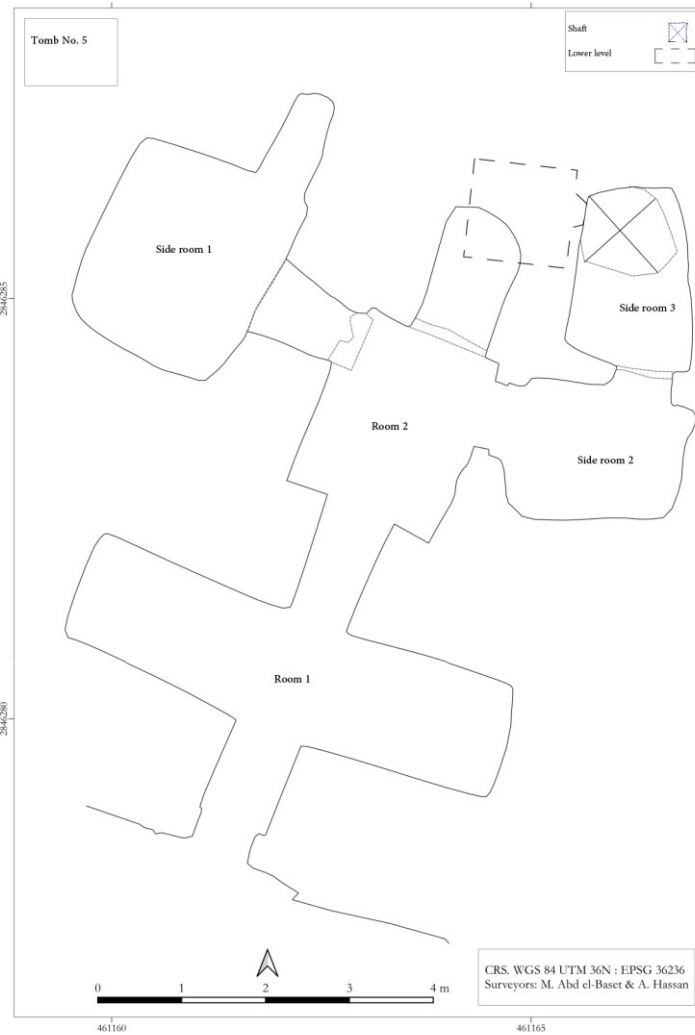 Tomb No. 5
Shaft
Lower level
Side room 1
Side room 3
Room 2
Side room 2
Room 1
2846285
2846280
0 1 2 3 4 m
CRS. WGS 84 UTM 36N : EPSG 36236
Surveyors: M. Abd el-Baset & A. Hassan
461160 461165